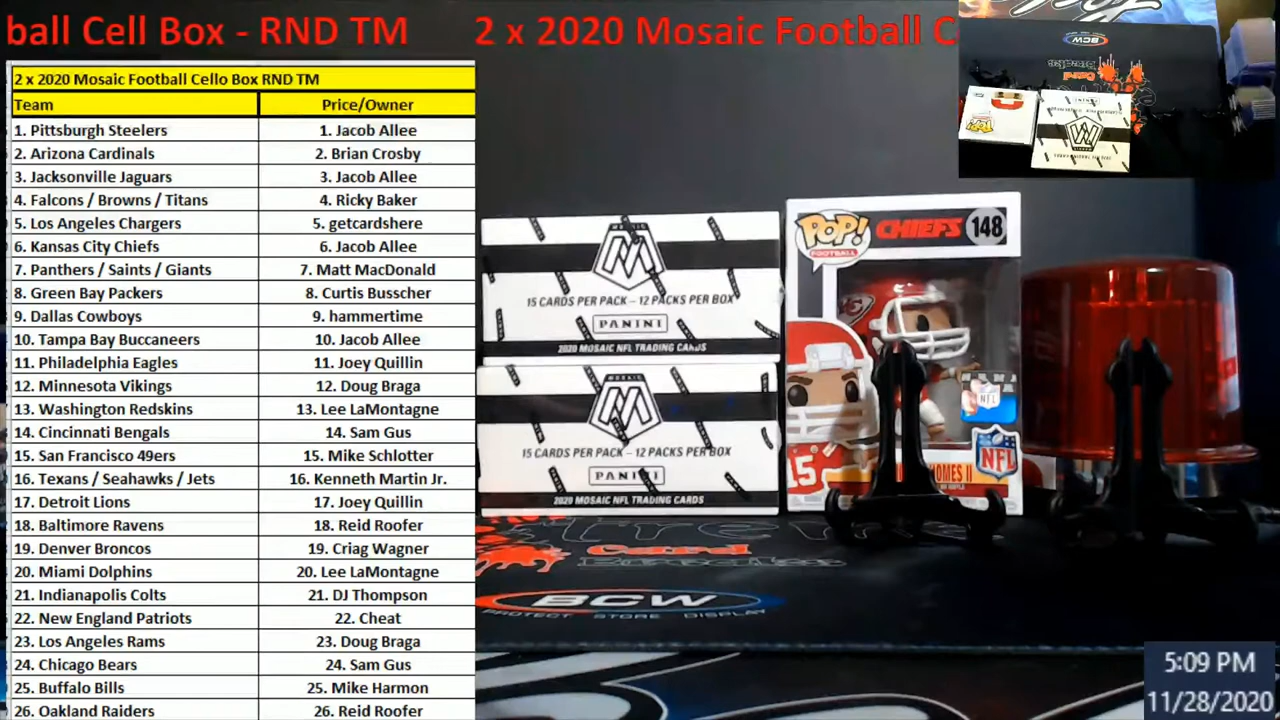 ball Cell Box - RND TM 2 x 2020 Mosaic Football C
2 x 2020 Mosaic Football Cello Box RND TM
Team Price/Owner
1. Pittsburgh Steelers 1. Jacob Allee
2. Arizona Cardinals 2. Brian Crosby
3. Jacksonville Jaguars 3. Jacob Allee
4. Falcons / Browns / Titans 4. Ricky Baker
5. Los Angeles Chargers 5. getcardshere
6. Kansas City Chiefs 6. Jacob Allee
7. Panthers / Saints / Giants 7. Matt MacDonald
8. Green Bay Packers 8. Curtis Busscher
9. Dallas Cowboys 9. hammertime
10. Tampa Bay Buccaneers 10. Jacob Allee
11. Philadelphia Eagles 11. Joey Quillin
12. Minnesota Vikings 12. Doug Braga
13. Washington Redskins 13. Lee LaMontagne
14. Cincinnati Bengals 14. Sam Gus
15. San Francisco 49ers 15. Mike Schlotter
16. Texans / Seahawks / Jets 16. Kenneth Martin Jr.
17. Detroit Lions 17. Joey Quillin
18. Baltimore Ravens 18. Reid Roofer
19. Denver Broncos 19. Criag Wagner
20. Miami Dolphins 20. Lee LaMontagne
21. Indianapolis Colts 21. DJ Thompson
22. New England Patriots 22. Cheat
23. Los Angeles Rams 23. Doug Braga
24. Chicago Bears 24. Sam Gus
25. Buffalo Bills 25. Mike Harmon
26. Oakland Raiders 26. Reid Roofer
MOSAIC
M
15 CARDS PER PACK – 12 PACKS PER BOX
PANINI
2020 MOSAIC NFL TRADING CARDS
MOSAIC
M
15 CARDS PER PACK – 12 PACKS PER BOX
PANINI
2020 MOSAIC NFL TRADING CARDS
POP!
FOOTBALL
CHIEFS
148
NFL
15
NFL
HOMES II
Card
Breakes
BCW
PROTECT STORE DISPLAY
BCW
Card
5:09 PM
11/28/2020